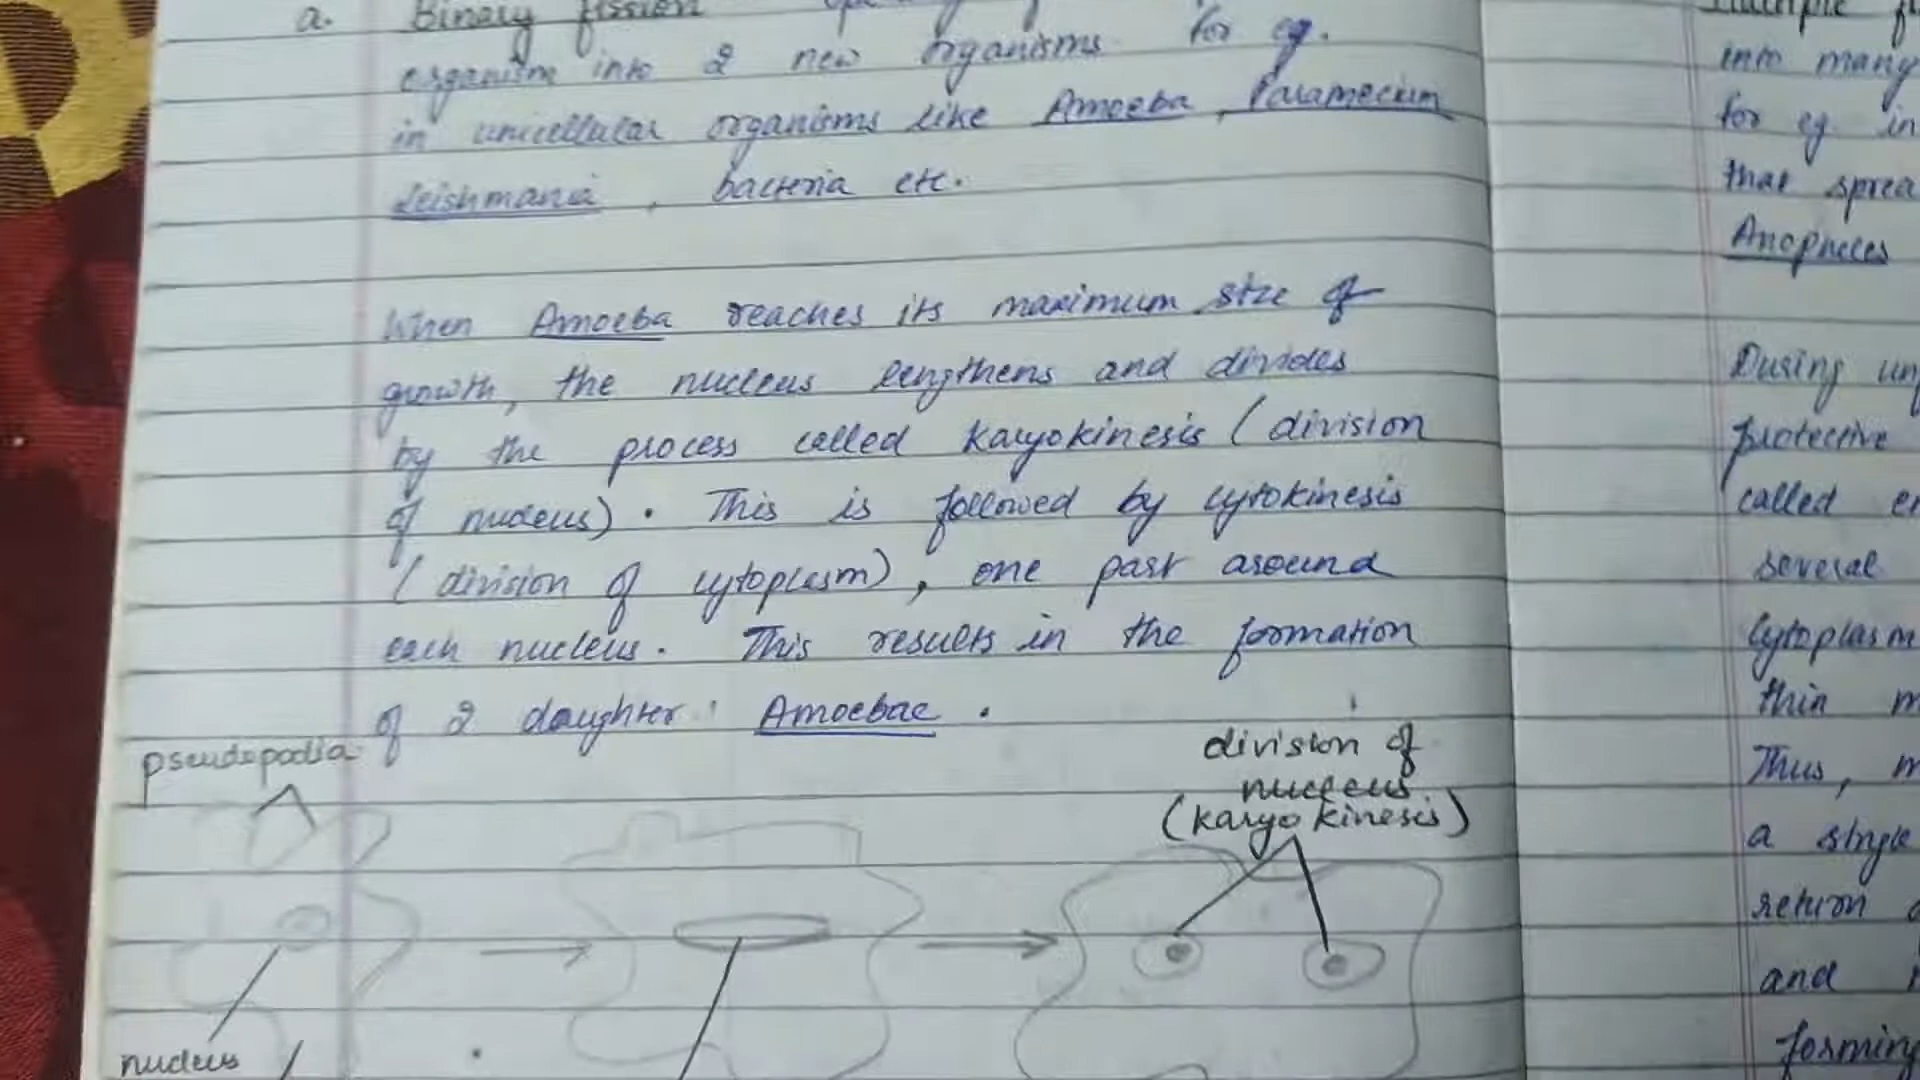 a. Binary fission
organism into 2 new organisms. For eg.
in unicellular organisms like Amoeba, Paramecium
Leishmania, bacteria etc.
When Amoeba reaches its maximum size of
growth, the nucleus lengthens and divides
by the process called karyokinesis (division
of nucleus). This is followed by cytokinesis
(division of cytoplasm), one part around
each nucleus. This results in the formation
of 2 daughter Amoebae.
pseudopodia
division of
nucleus
(karyokinesis)
nucleus
into many
for eg in
that sprea
Anopheles
During un
protective
called en
several
Cytoplasm
thin m
Thus, m
a single
return
and
forming